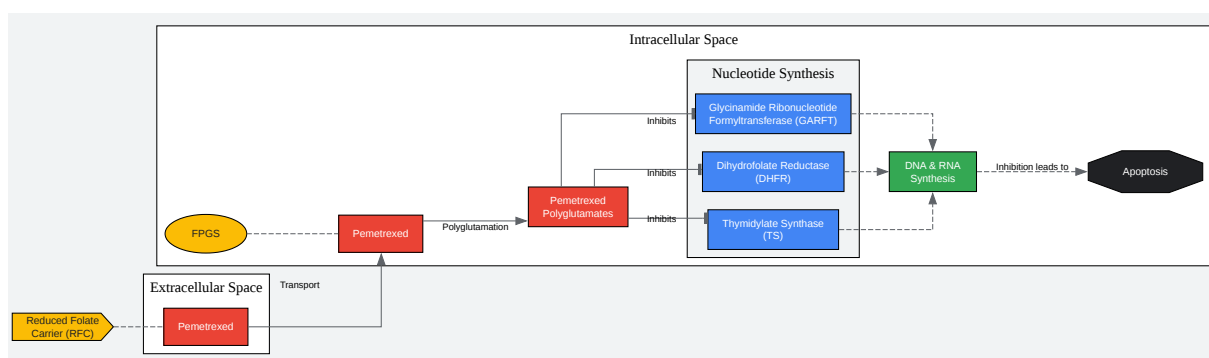 Intracellular Space
Nucleotide Synthesis
Glycinamide Ribonucleotide
Formyltransferase (GARFT)
Inhibits
Dihydrofolate Reductase
(DHFR)
Inhibits
DNA & RNA
Synthesis
Inhibition leads to
Apoptosis
Pemetrexed
Polyglutamates
Inhibits
Thymidylate Synthase
(TS)
FPGS
Pemetrexed
Polyglutamation
Extracellular Space
Transport
Reduced Folate
Carrier (RFC)
Pemetrexed